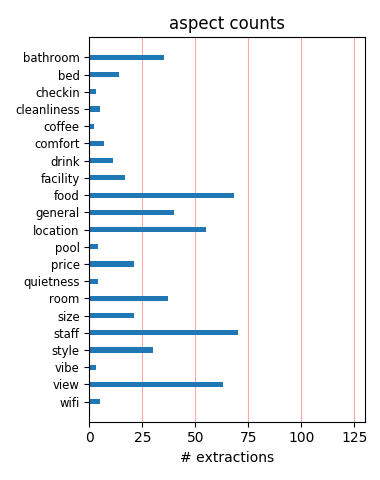 aspect counts
bathroom
bed
checkin
cleanliness
coffee
comfort
drink
facility
food
general
location
pool
price
quietness
room
size
staff
style
vibe
view
wifi
0 25 50 75 100 125
# extractions